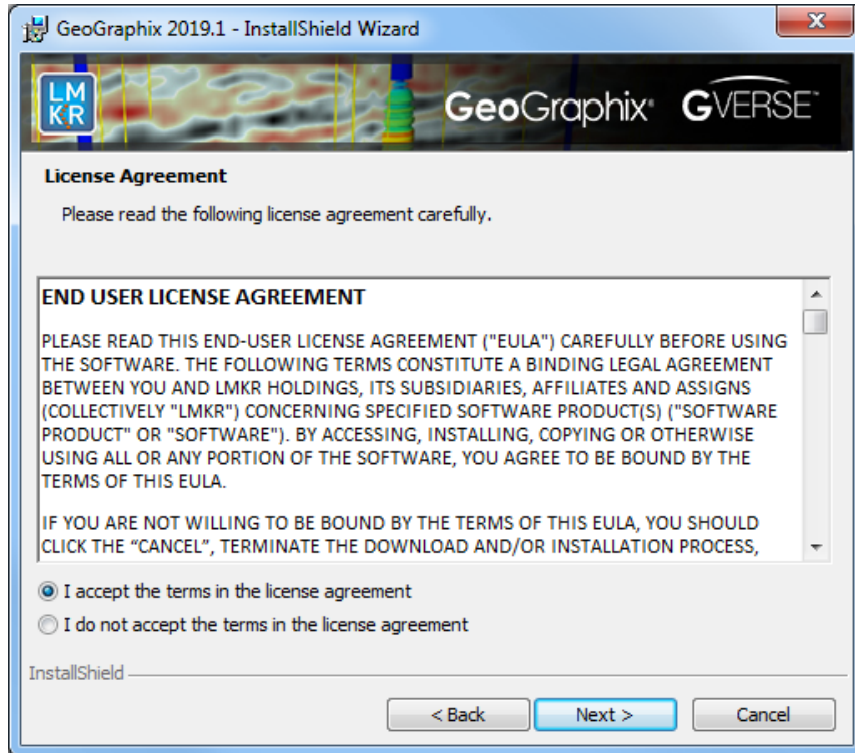 GeoGraphix 2019.1 - InstallShield Wizard
LM
KR
GeoGraphix® GVERSE™
License Agreement
Please read the following license agreement carefully.
END USER LICENSE AGREEMENT
PLEASE READ THIS END-USER LICENSE AGREEMENT ("EULA") CAREFULLY BEFORE USING
THE SOFTWARE. THE FOLLOWING TERMS CONSTITUTE A BINDING LEGAL AGREEMENT
BETWEEN YOU AND LMKR HOLDINGS, ITS SUBSIDIARIES, AFFILIATES AND ASSIGNS
(COLLECTIVELY "LMKR") CONCERNING SPECIFIED SOFTWARE PRODUCT(S) ("SOFTWARE
PRODUCT" OR "SOFTWARE"). BY ACCESSING, INSTALLING, COPYING OR OTHERWISE
USING ALL OR ANY PORTION OF THE SOFTWARE, YOU AGREE TO BE BOUND BY THE
TERMS OF THIS EULA.
IF YOU ARE NOT WILLING TO BE BOUND BY THE TERMS OF THIS EULA, YOU SHOULD
CLICK THE “CANCEL”, TERMINATE THE DOWNLOAD AND/OR INSTALLATION PROCESS,
I accept the terms in the license agreement
I do not accept the terms in the license agreement
InstallShield
< Back Next > Cancel